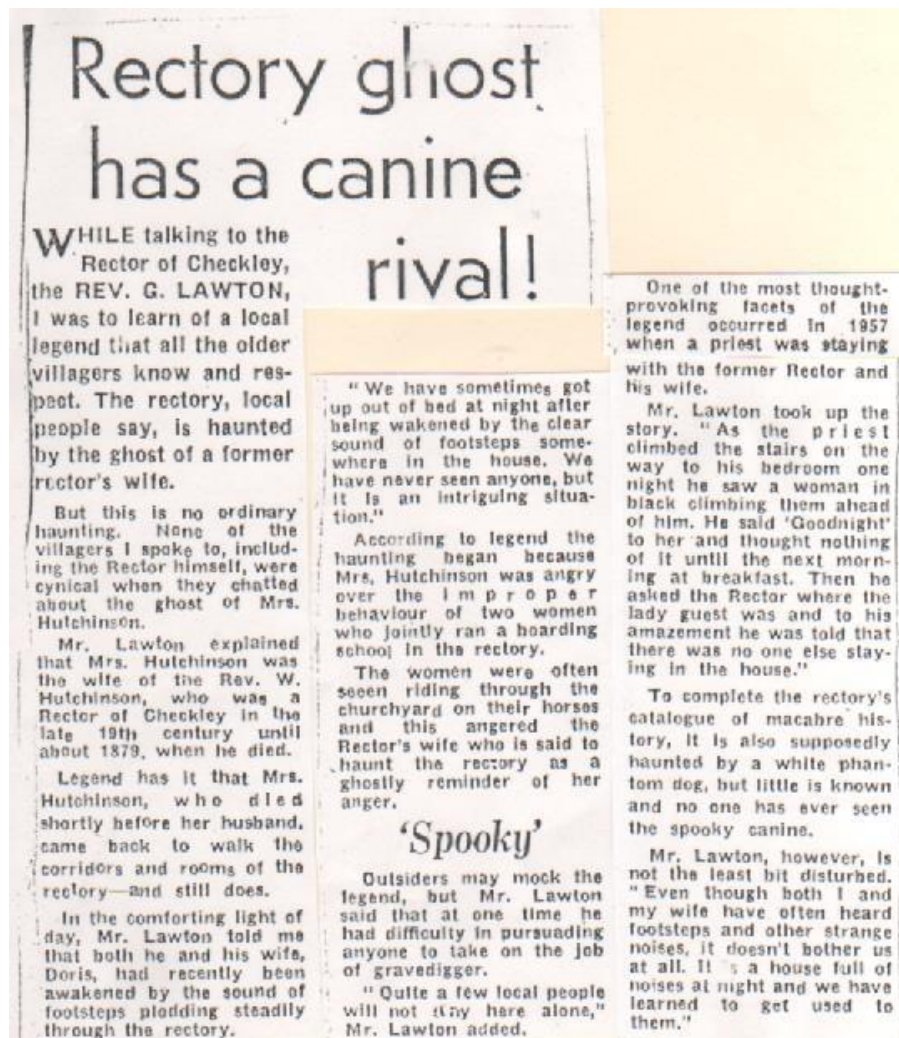 Rectory ghost
has a canine
rival!
WHILE talking to the
Rector of Checkley,
the REV. G. LAWTON,
I was to learn of a local
legend that all the older
villagers know and res-
pect. The rectory, local
people say, is haunted
by the ghost of a former
rector's wife.
But this is no ordinary
haunting. None of the
villagers I spoke to, includ-
ing the Rector himself, were
cynical when they chatted
about the ghost of Mrs.
Hutchinson.
Mr. Lawton explained
that Mrs. Hutchinson was
the wife of the Rev. W.
Hutchinson, who was a
Rector of Checkley in the
late 19th century until
about 1879, when he died.
Legend has it that Mrs.
Hutchinson, who died
shortly before her husband,
came back to walk the
corridors and rooms of the
rectory—and still does.
In the comforting light of
day, Mr. Lawton told me
that both he and his wife,
Doris, had recently been
awakened by the sound of
footsteps plodding steadily
through the rectory.
"We have sometimes got
up out of bed at night after
being wakened by the clear
sound of footsteps some-
where in the house. We
have never seen anyone, but
it is an intriguing situa-
tion."
According to legend the
haunting began because
Mrs. Hutchinson was angry
over the improper
behaviour of two women
who jointly ran a boarding
school in the rectory.
The women were often
seeen riding through the
churchyard on their horses
and this angered the
Rector's wife who is said to
haunt the rectory as a
ghostly reminder of her
anger.
'Spooky'
Outsiders may mock the
legend, but Mr. Lawton
said that at one time he
had difficulty in pursuading
anyone to take on the job
of gravedigger.
"Quite a few local people
will not stay here alone,"
Mr. Lawton added.
One of the most thought-
provoking facets of the
legend occurred in 1957
when a priest was staying
with the former Rector and
his wife.
Mr. Lawton took up the
story. "As the priest
climbed the stairs on the
way to his bedroom one
night he saw a woman in
black climbing them ahead
of him. He said 'Goodnight'
to her and thought nothing
of it until the next morn-
ing at breakfast. Then he
asked the Rector where the
lady guest was and to his
amazement he was told that
there was no one else stay-
ing in the house."
To complete the rectory's
catalogue of macabre his-
tory, it is also supposedly
haunted by a white phan-
tom dog, but little is known
and no one has ever seen
the spooky canine.
Mr. Lawton, however, is
not the least bit disturbed.
"Even though both I and
my wife have often heard
footsteps and other strange
noises, it doesn't bother us
at all. It s a house full of
noises at night and we have
learned to get used to
them."